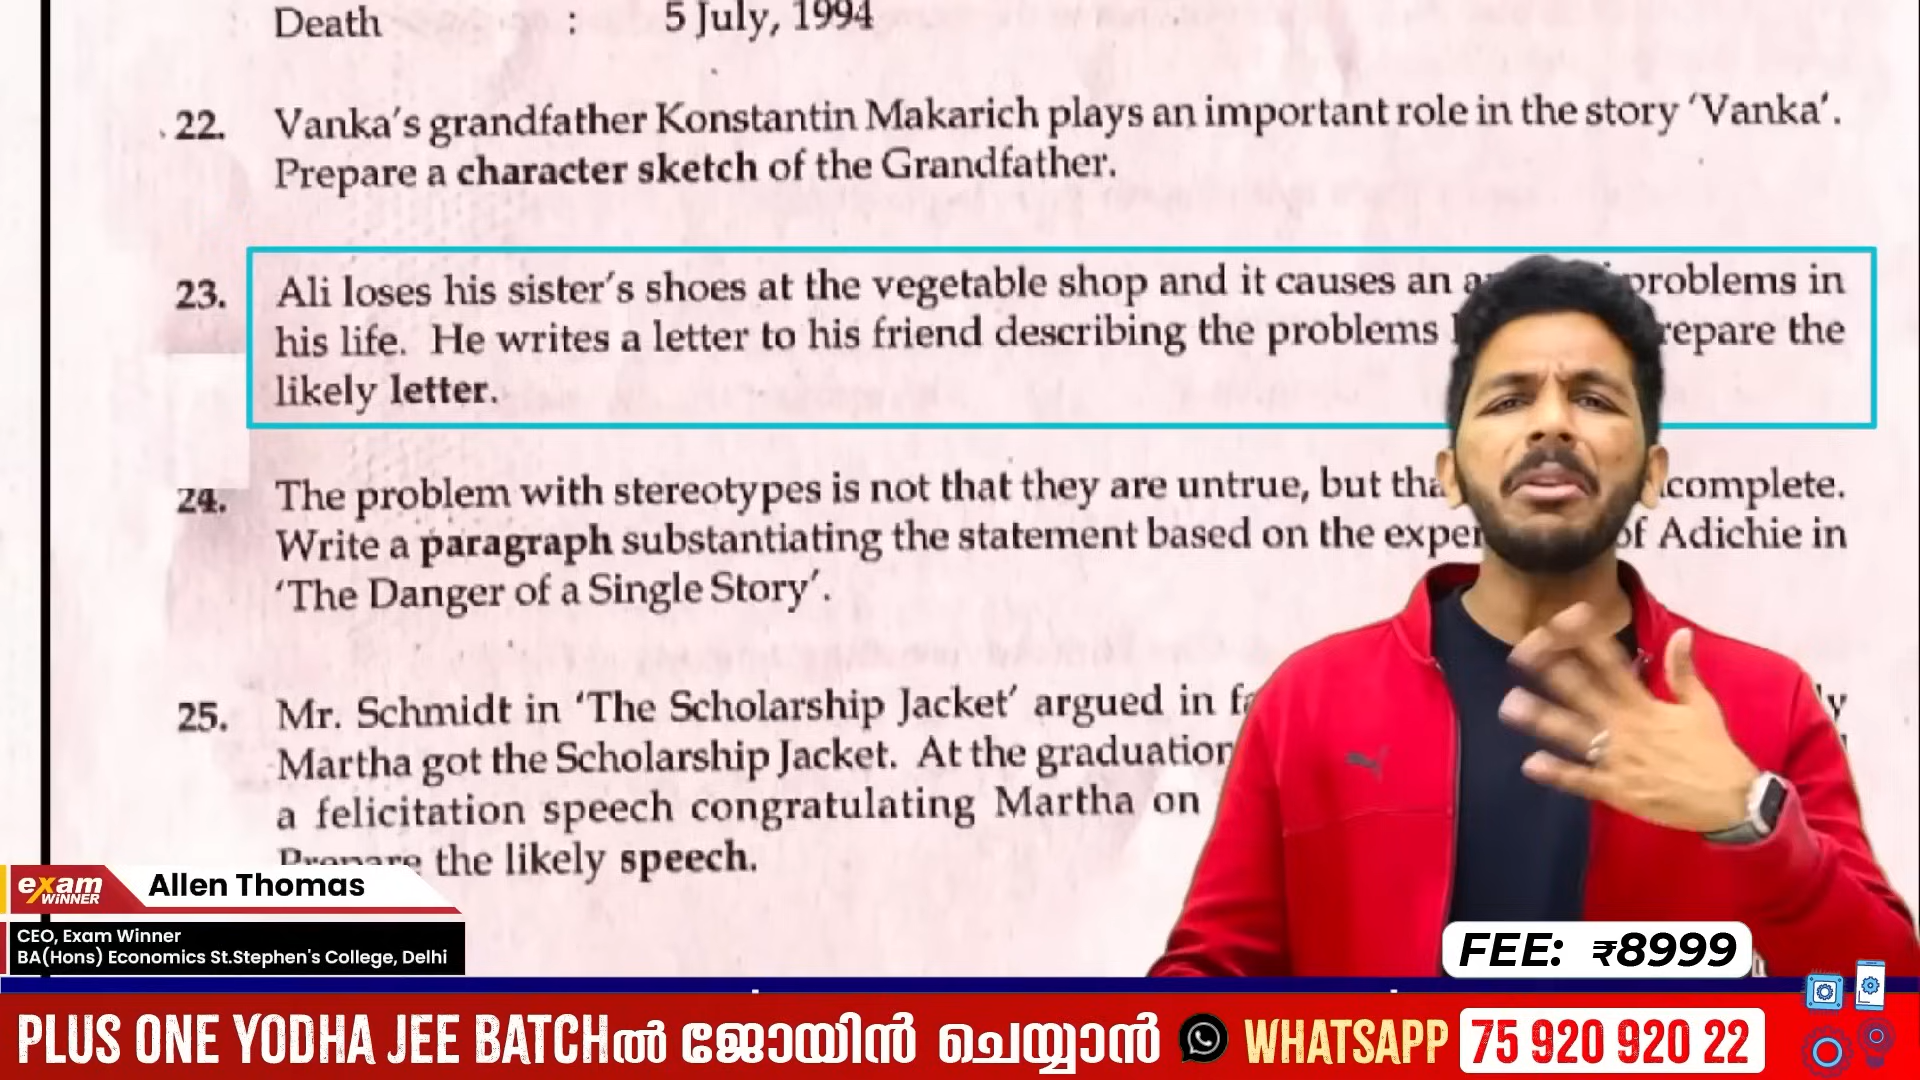 Death : 5 July, 1994
22. Vanka's grandfather Konstantin Makarich plays an important role in the story 'Vanka'.
Prepare a character sketch of the Grandfather.
23. Ali loses his sister's shoes at the vegetable shop and it causes an problems in
his life. He writes a letter to his friend describing the problems the
likely letter.
24. The problem with stereotypes is not that they are untrue, but
Write a paragraph substantiating the statement based on the of Adichie in
'The Danger of a Single Story'.
25. Mr. Schmidt in 'The Scholarship Jacket' argued in
Martha got the Scholarship Jacket. At the graduation
a felicitation speech congratulating Martha on
Prepare the likely speech.
exam WINNER
Allen Thomas
CEO, Exam Winner
BA(Hons) Economics St.Stephen's College, Delhi
FEE: ₹8999
PLUS ONE YODHA JEE BATCHൽ ജോയിൻ ചെയ്യാൻ WHATSAPP 75 920 920 22